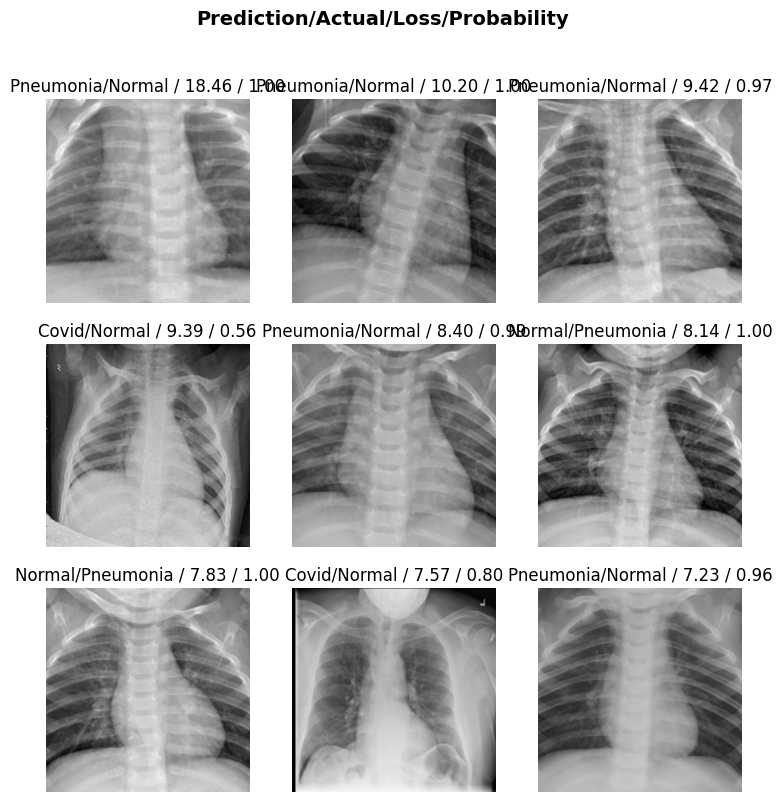 Prediction/Actual/Loss/Probability
Pneumonia/Normal / 18.46 / 1.00
Pneumonia/Normal / 10.20 / 1.00
Pneumonia/Normal / 9.42 / 0.97
Covid/Normal / 9.39 / 0.56
Pneumonia/Normal / 8.40 / 0.99
Normal/Pneumonia / 8.14 / 1.00
Normal/Pneumonia / 7.83 / 1.00
Covid/Normal / 7.57 / 0.80
Pneumonia/Normal / 7.23 / 0.96